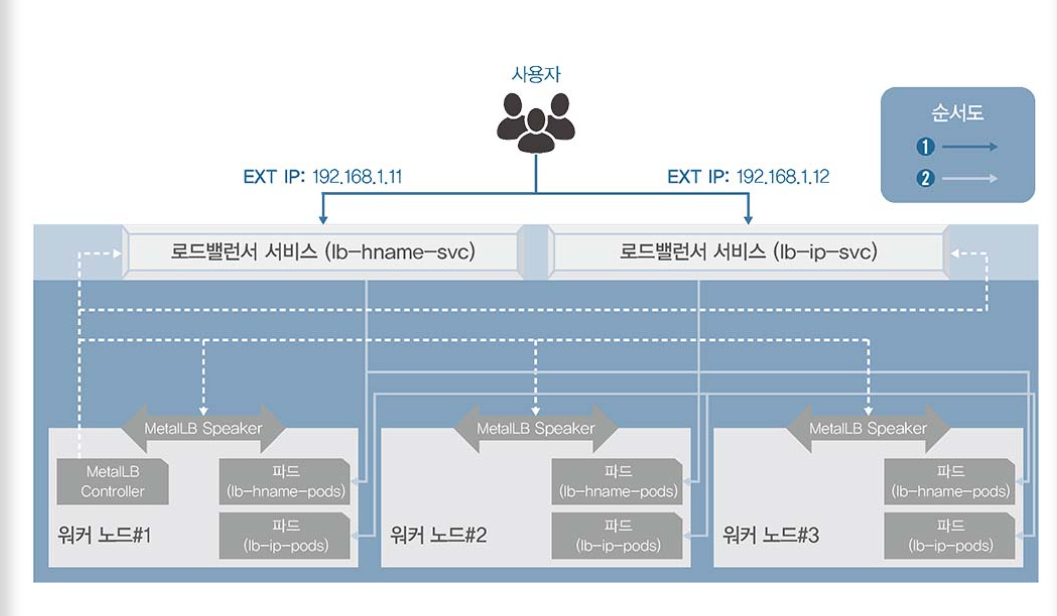 사용자
순서도
1
2
EXT IP: 192.168.1.11
EXT IP: 192.168.1.12
로드밸런서 서비스 (lb-hname-svc)
로드밸런서 서비스 (lb-ip-svc)
MetalLB Speaker
MetalLB Speaker
MetalLB Speaker
MetalLB
Controller
파드
(lb-hname-pods)
파드
(lb-ip-pods)
워커 노드#1
파드
(lb-hname-pods)
파드
(lb-ip-pods)
워커 노드#2
파드
(lb-hname-pods)
파드
(lb-ip-pods)
워커 노드#3